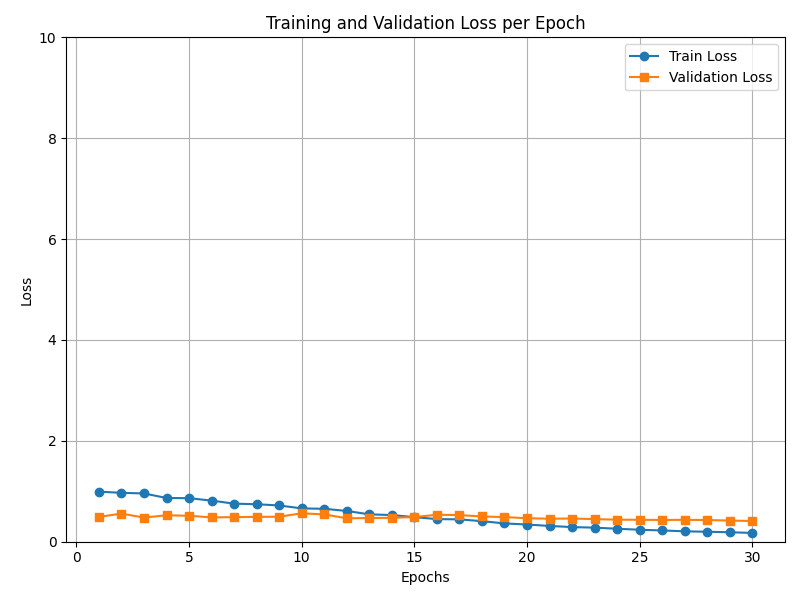 Training and Validation Loss per Epoch
Train Loss
Validation Loss
Loss
10
8
6
4
2
0
0 5 10 15 20 25 30
Epochs